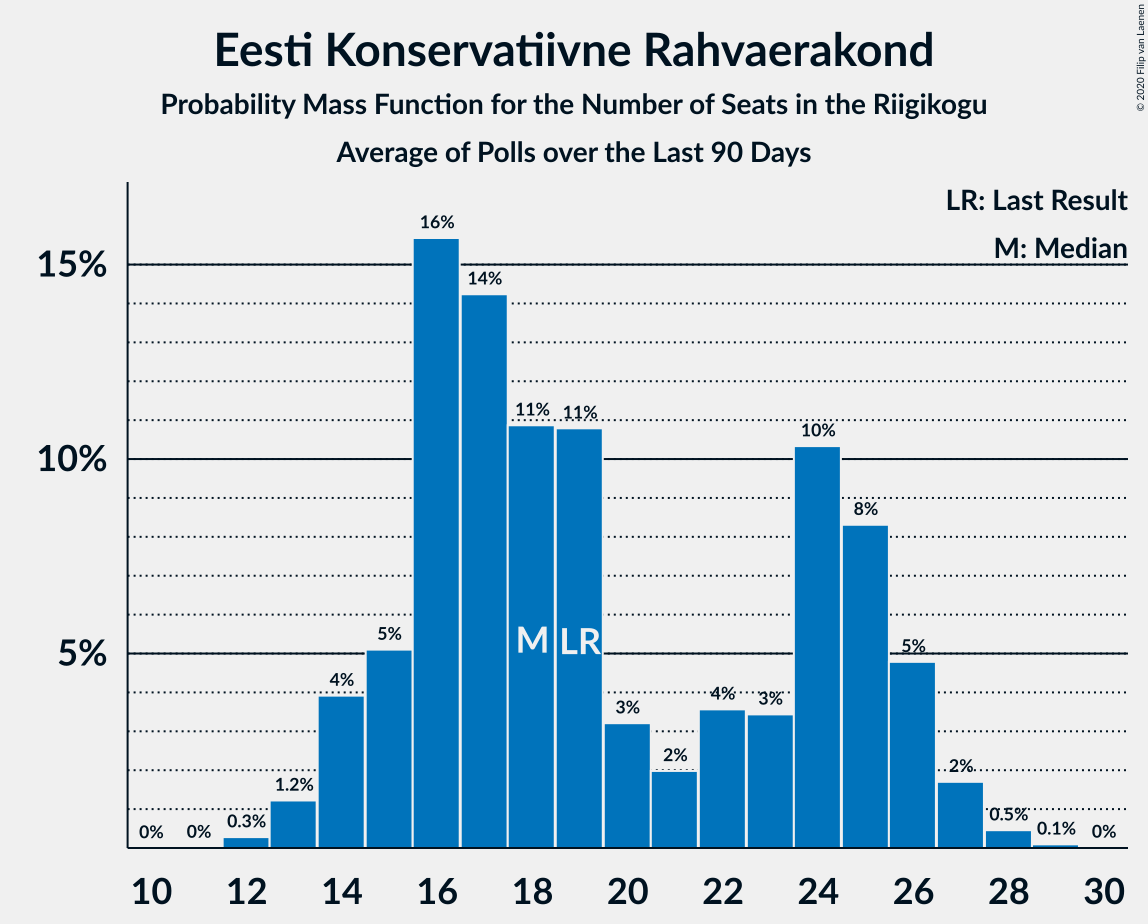 Eesti Konservatiivne Rahvaerakond
Probability Mass Function for the Number of Seats in the Riigikogu
Average of Polls over the Last 90 Days
© 2020 Filip van Laenen
LR: Last Result
M: Median
15%
10%
5%
0%
0%
0.3%
1.2%
4%
5%
16%
14%
11%
11%
3%
2%
4%
3%
10%
8%
5%
2%
0.5%
0.1%
0%
M
LR
10 12 14 16 18 20 22 24 26 28 30